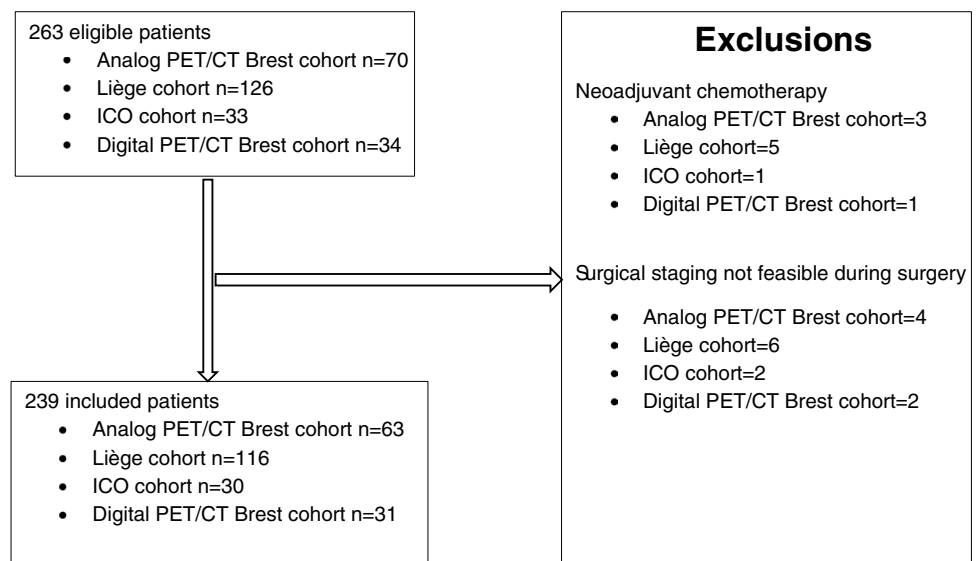 263 eligible patients
• Analog PET/CT Brest cohort n=70
• Liège cohort n=126
• ICO cohort n=33
• Digital PET/CT Brest cohort n=34
Exclusions
Neoadjuvant chemotherapy
• Analog PET/CT Brest cohort=3
• Liège cohort=5
• ICO cohort=1
• Digital PET/CT Brest cohort=1
Surgical staging not feasible during surgery
• Analog PET/CT Brest cohort=4
• Liège cohort=6
• ICO cohort=2
• Digital PET/CT Brest cohort=2
239 included patients
• Analog PET/CT Brest cohort n=63
• Liège cohort n=116
• ICO cohort n=30
• Digital PET/CT Brest cohort n=31